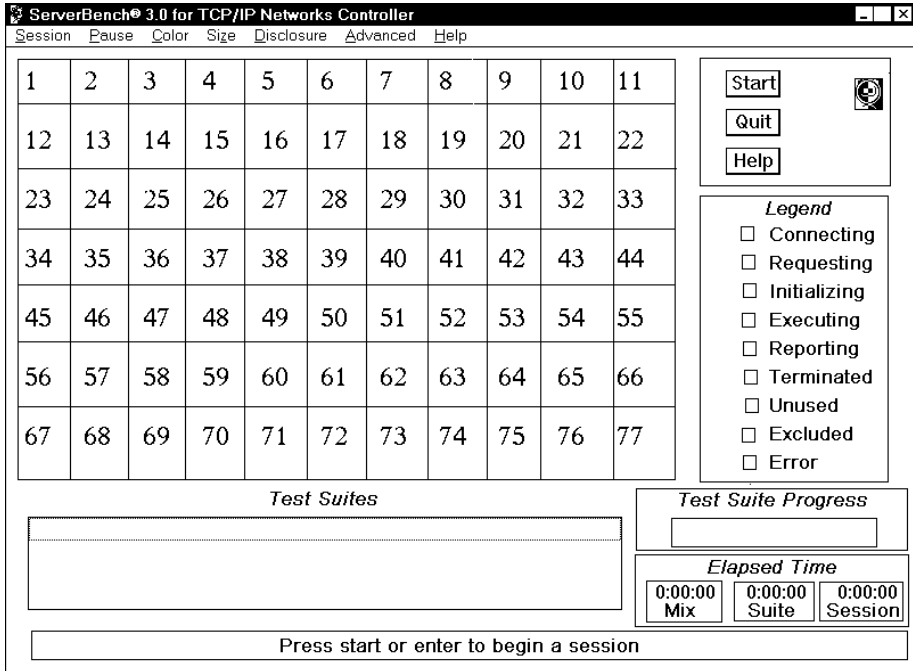 ServerBench® 3.0 for TCP/IP Networks Controller
Session Pause Color Size Disclosure Advanced Help
1 2 3 4 5 6 7 8 9 10 11
12 13 14 15 16 17 18 19 20 21 22
23 24 25 26 27 28 29 30 31 32 33
34 35 36 37 38 39 40 41 42 43 44
45 46 47 48 49 50 51 52 53 54 55
56 57 58 59 60 61 62 63 64 65 66
67 68 69 70 71 72 73 74 75 76 77
Start
Quit
Help
Legend
Connecting
Requesting
Initializing
Executing
Reporting
Terminated
Unused
Excluded
Error
Test Suites
Test Suite Progress
Elapsed Time
0:00:00 0:00:00 0:00:00
Mix Suite Session
Press start or enter to begin a session